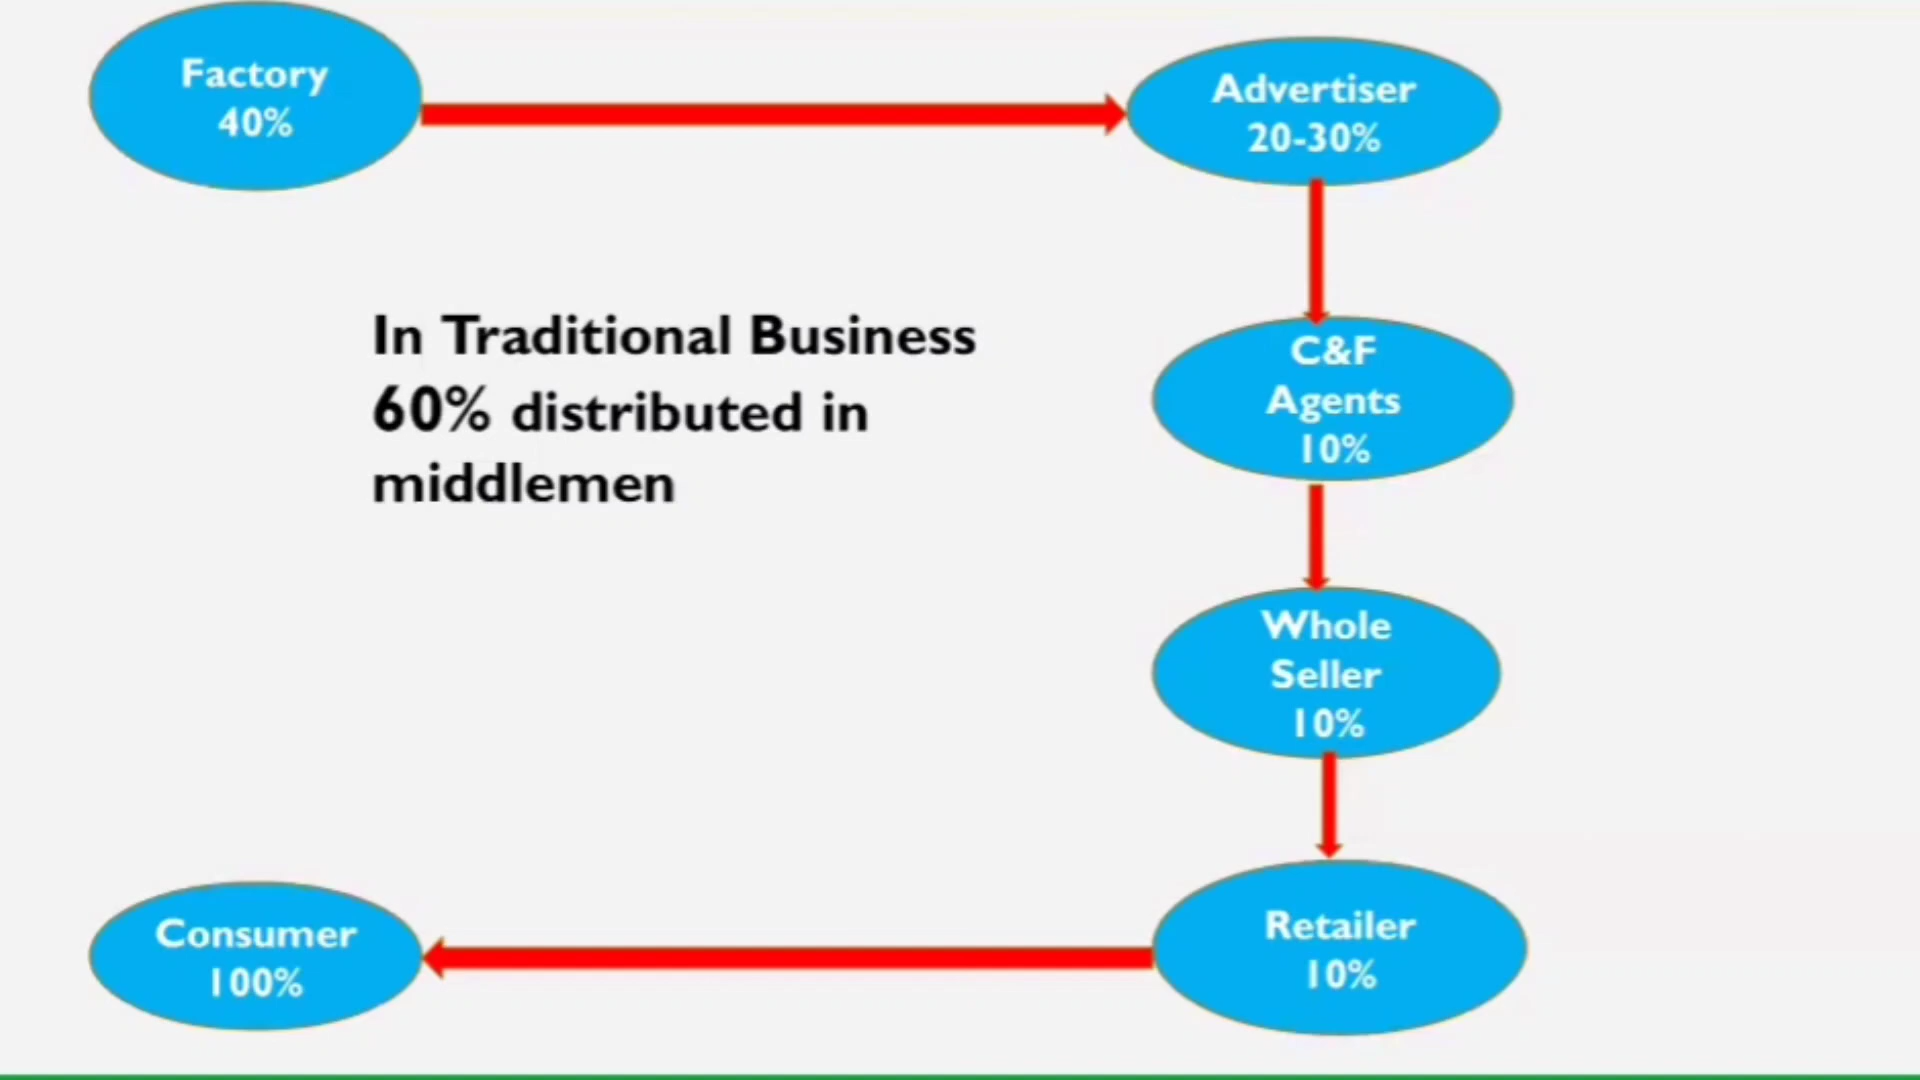 Factory
40%
Advertiser
20-30%
In Traditional Business
60% distributed in
middlemen
C&F
Agents
10%
Whole
Seller
10%
Consumer
100%
Retailer
10%